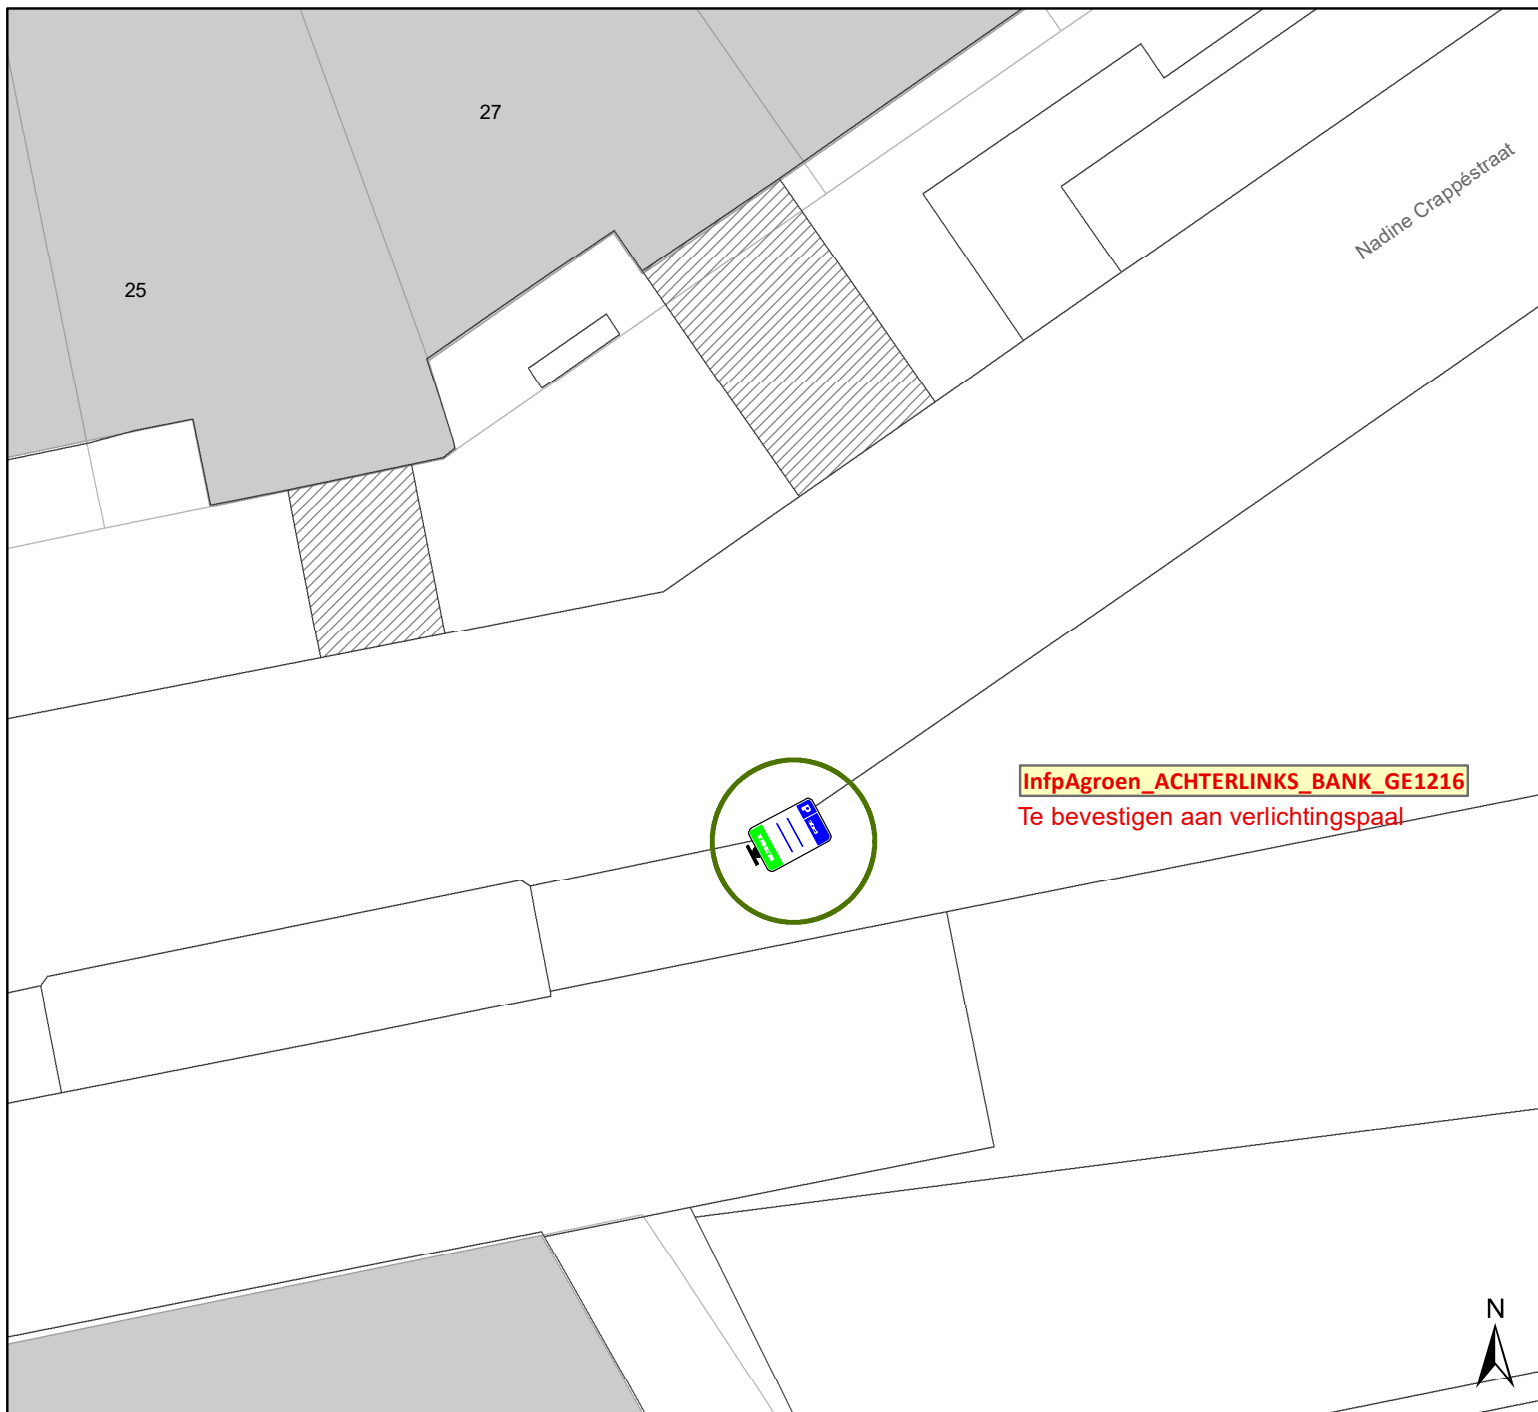 27
Nadine Crappéstraat
25
InfpAgroen_ACHTERLINKS_BANK_GE1216
Te bevestigen aan verlichtingspaal
P
N